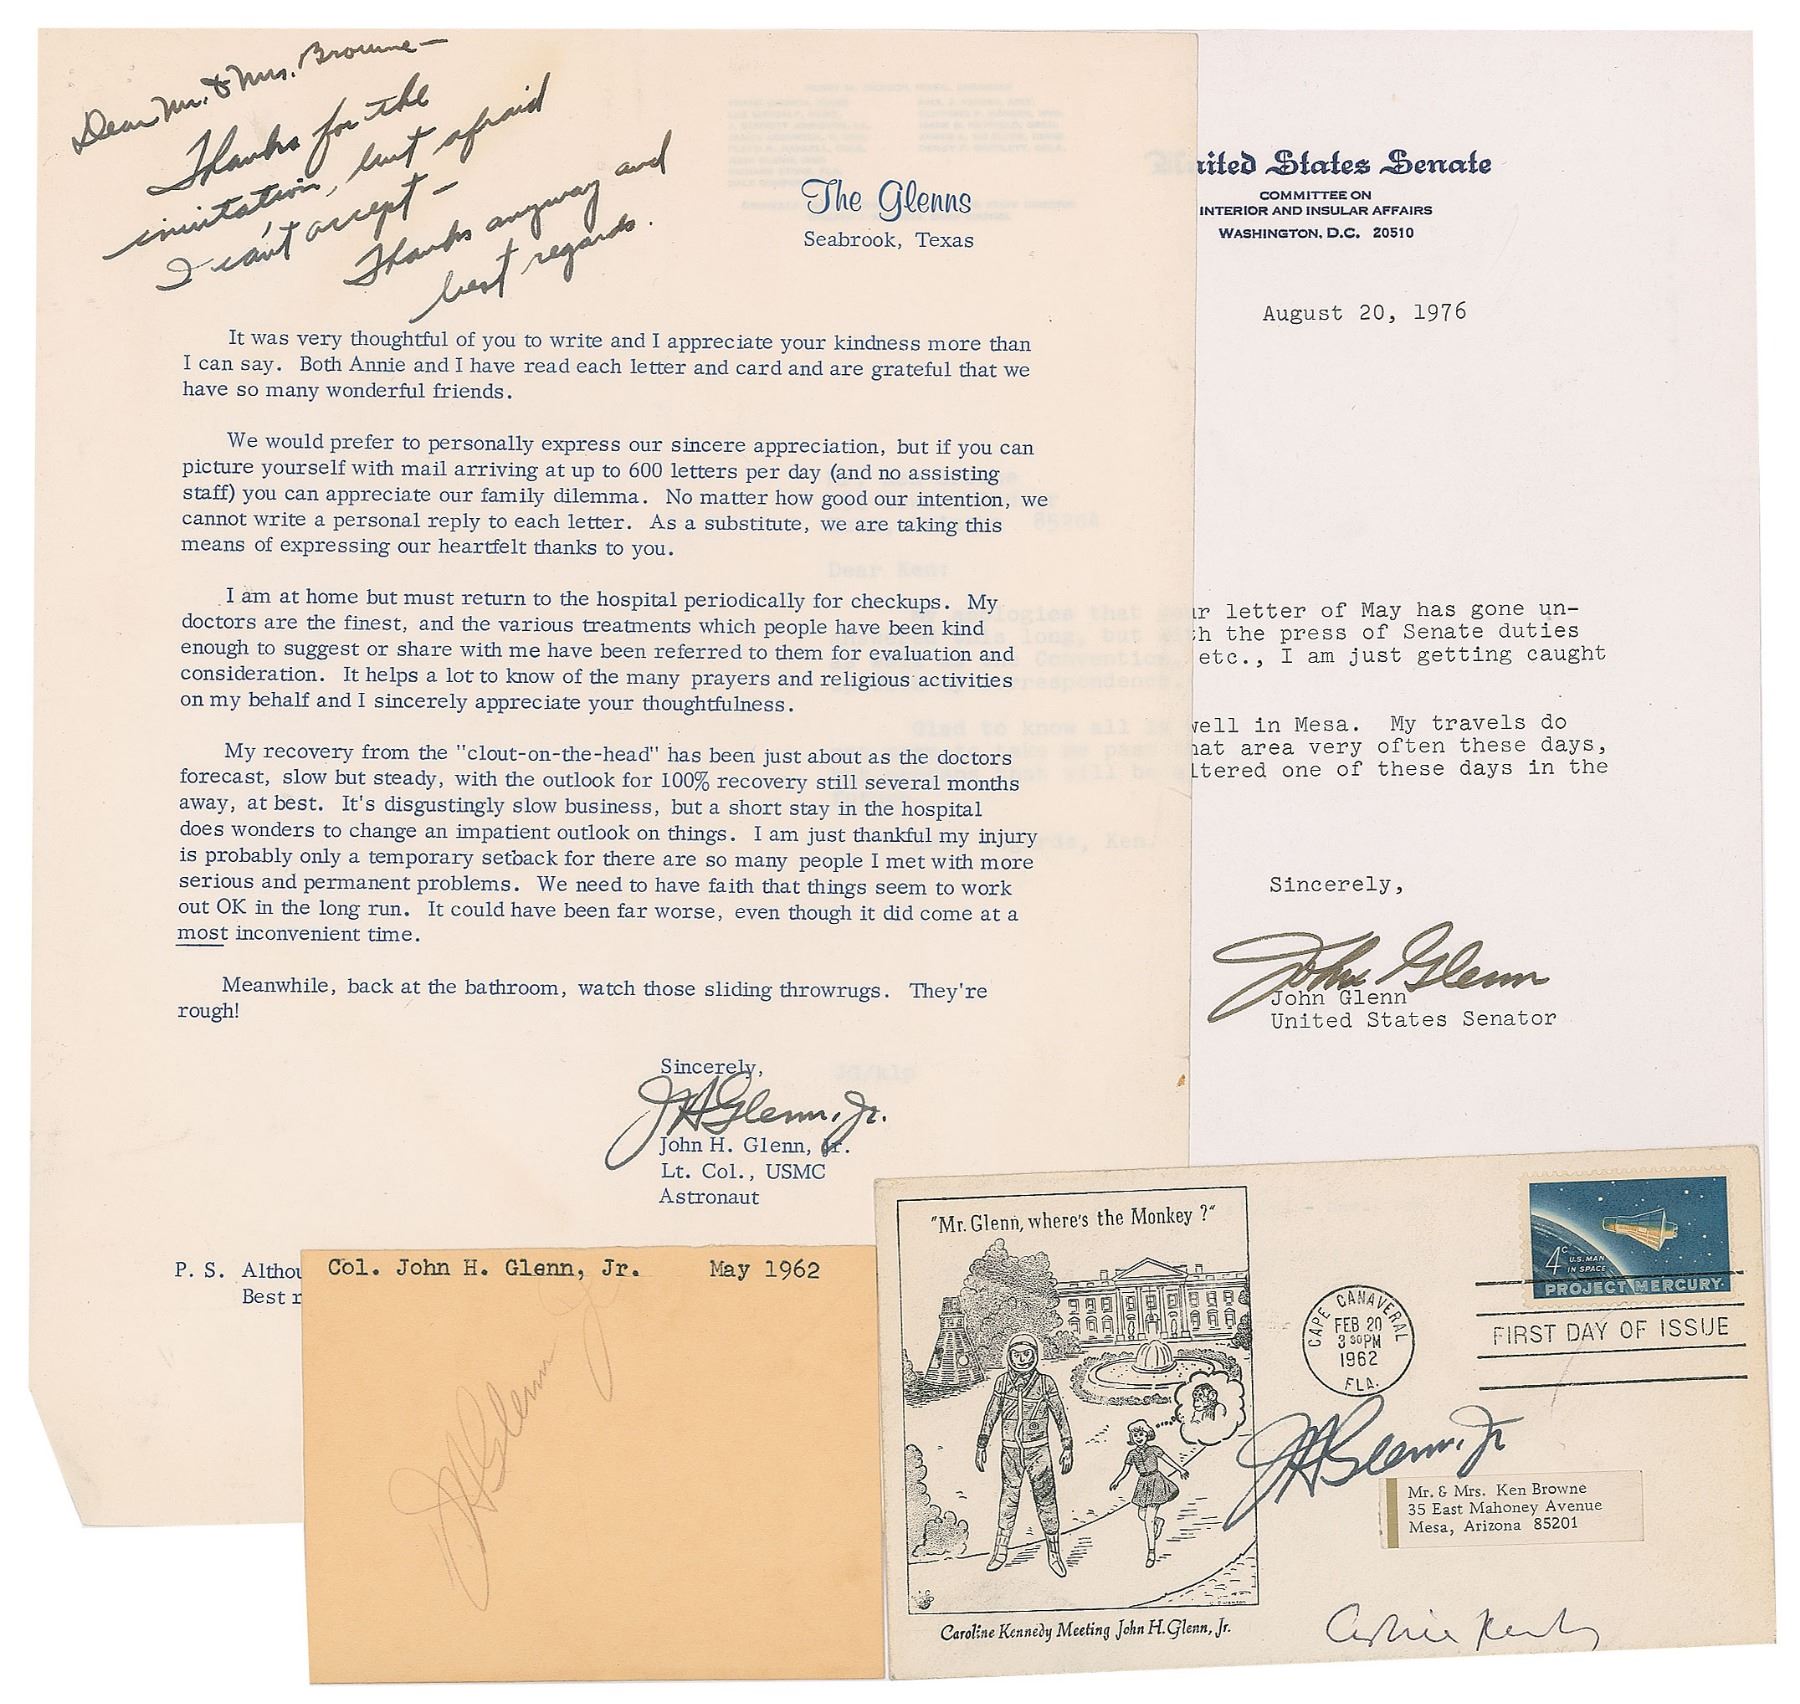 Dear Mr. & Mrs. Browne—
Thanks for the
invitation, but afraid
I can't accept —
Thanks anyway and
best regards.
The Glenns
Seabrook, Texas
It was very thoughtful of you to write and I appreciate your kindness more than
I can say. Both Annie and I have read each letter and card and are grateful that we
have so many wonderful friends.
We would prefer to personally express our sincere appreciation, but if you can
picture yourself with mail arriving at up to 600 letters per day (and no assisting
staff) you can appreciate our family dilemma. No matter how good our intention, we
cannot write a personal reply to each letter. As a substitute, we are taking this
means of expressing our heartfelt thanks to you.
I am at home but must return to the hospital periodically for checkups. My
doctors are the finest, and the various treatments which people have been kind
enough to suggest or share with me have been referred to them for evaluation and
consideration. It helps a lot to know of the many prayers and religious activities
on my behalf and I sincerely appreciate your thoughtfulness.
My recovery from the "clout-on-the-head" has been just about as the doctors
forecast, slow but steady, with the outlook for 100% recovery still several months
away, at best. It's disgustingly slow business, but a short stay in the hospital
does wonders to change an impatient outlook on things. I am just thankful my injury
is probably only a temporary setback for there are so many people I met with more
serious and permanent problems. We need to have faith that things seem to work
out OK in the long run. It could have been far worse, even though it did come at a
most inconvenient time.
Meanwhile, back at the bathroom, watch those sliding throwrugs. They're
rough!
Sincerely,
JHGlenn, Jr.
John H. Glenn, Jr.
Lt. Col., USMC
Astronaut
P. S. Althou
Best r
United States Senate
COMMITTEE ON
INTERIOR AND INSULAR AFFAIRS
WASHINGTON, D.C. 20510
August 20, 1976
Dear Ken:
ur letter of May has gone un-
th the press of Senate duties
etc., I am just getting caught
well in Mesa. My travels do
hat area very often these days,
ltered one of these days in the
Sincerely,
John Glenn
John Glenn
United States Senator
Col. John H. Glenn, Jr. May 1962
JHGlenn Jr
"Mr. Glenn, where's the Monkey ?"
Caroline Kennedy Meeting John H. Glenn, Jr.
4¢ U.S. MAN
IN SPACE
PROJECT MERCURY
CAPE CANAVERAL
FEB 20
3 30PM
1962
FLA.
FIRST DAY OF ISSUE
JHGlenn, Jr
Mr. & Mrs. Ken Browne
35 East Mahoney Avenue
Mesa, Arizona 85201